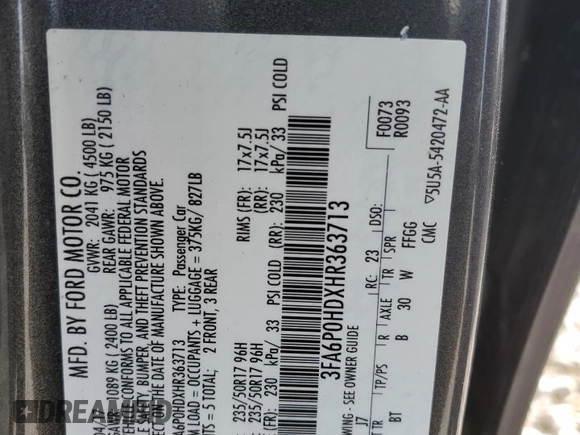 MFD. BY FORD MOTOR CO.
GVWR: 2041 KG ( 4500 LB)
1089 KG ( 2400 LB) REAR GAWR: 975 KG ( 2150 LB)
TO ALL APPLICABLE FEDERAL MOTOR
SAFETY, BUMPER, AND THEFT PREVENTION STANDARDS
DATE OF MANUFACTURE SHOWN ABOVE.
6P0HDXHR363713 TYPE: Passenger Car
LOAD = OCCUPANTS + LUGGAGE = 375KG/ 827LB
= 5 TOTAL: 2 FRONT, 3 REAR
235/50R17 96H RIMS (FR): 17x7.5J
235/50R17 96H (RR): 17x7.5J
(FR): 230 kPa/ 33 PSI COLD (RR): 230 kPa/ 33 PSI COLD
3FA6P0HDXHR363713
- SEE OWNER GUIDE F0073
RC: 23 DSO: R0093
TP/PS R AXLE TR SPR
BT B 30 W FFGG
CMC ▽5U5A-5420472-AA
DREAMERE